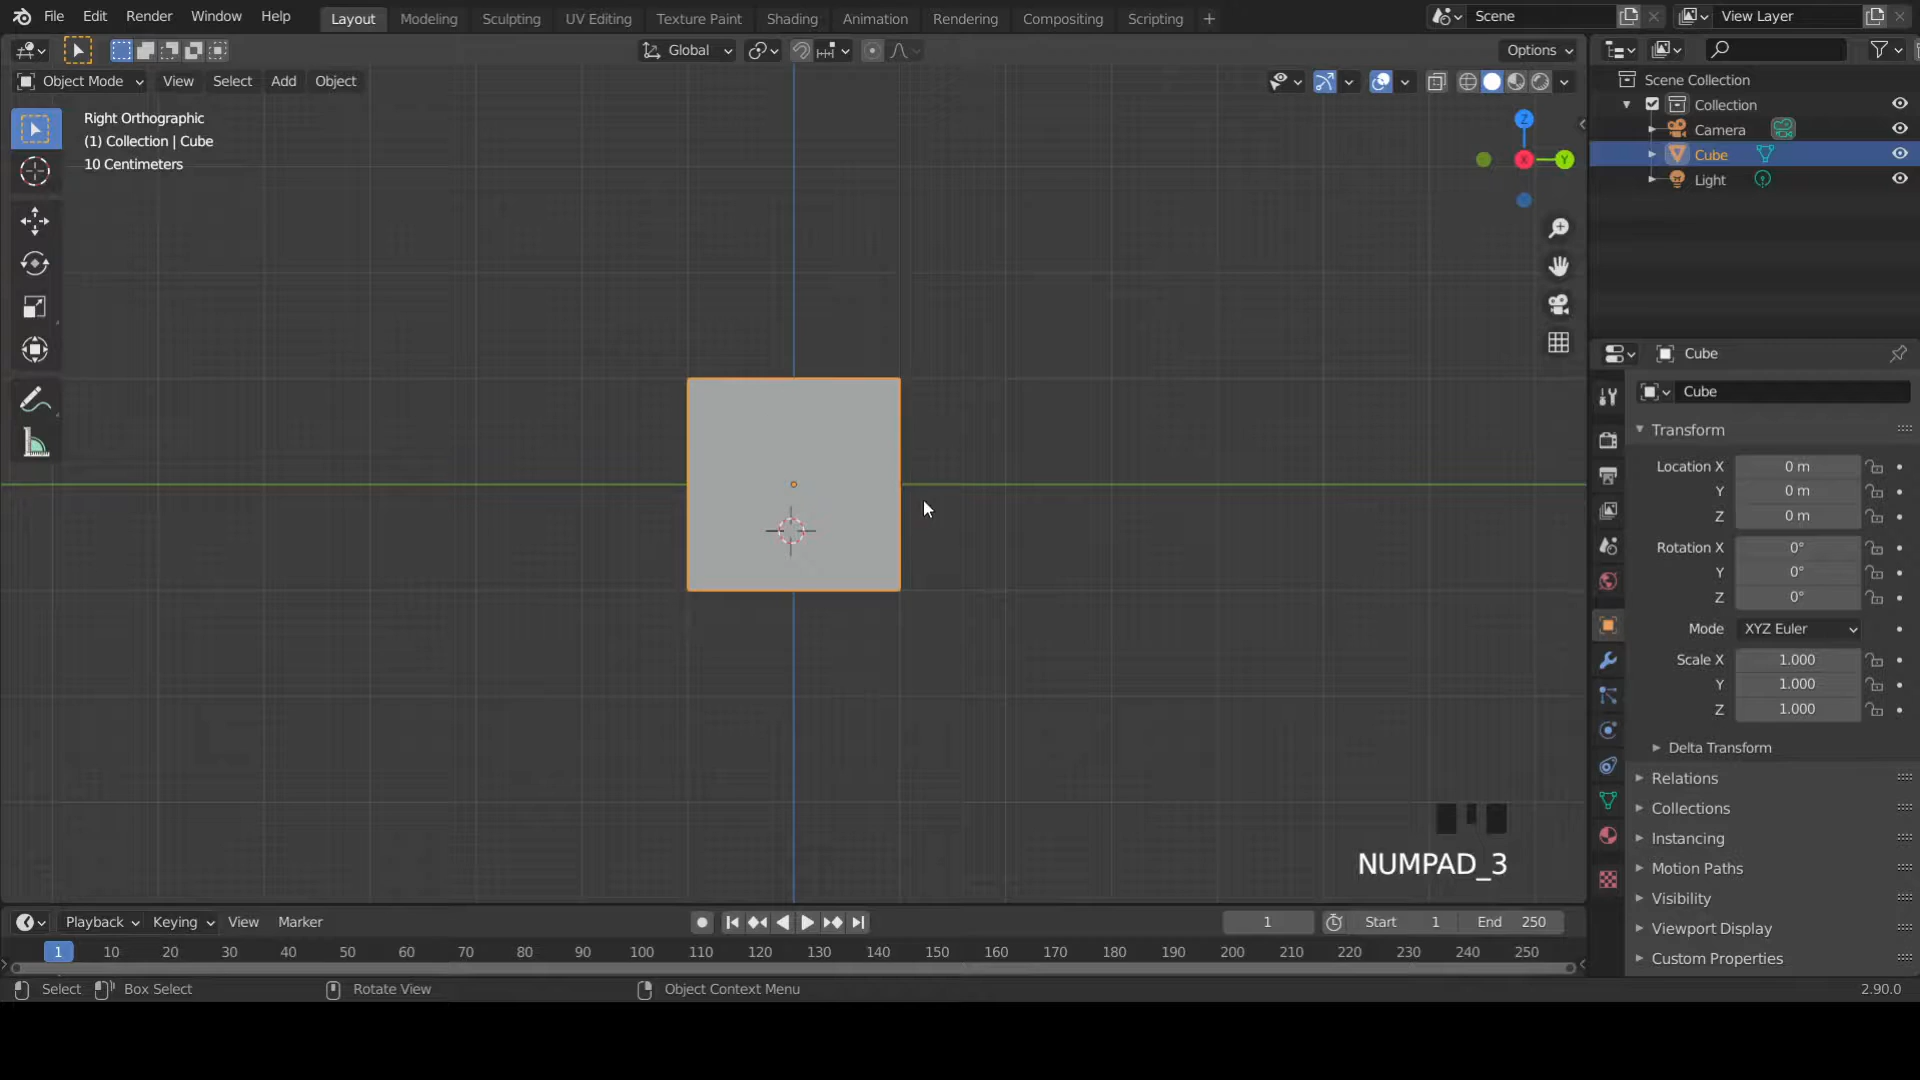 File Edit Render Window Help Layout Modeling Sculpting UV Editing Texture Paint Shading Animation Rendering Compositing Scripting + Scene View Layer
Global Options
Object Mode View Select Add Object
Right Orthographic
(1) Collection | Cube
10 Centimeters
Z
X
Y
Scene Collection
Collection
Camera
Cube
Light
Cube
Cube
Transform
Location X 0 m
Y 0 m
Z 0 m
Rotation X 0°
Y 0°
Z 0°
Mode XYZ Euler
Scale X 1.000
Y 1.000
Z 1.000
Delta Transform
Relations
Collections
Instancing
Motion Paths
Visibility
Viewport Display
Custom Properties
NUMPAD_3
Playback Keying View Marker 1 Start 1 End 250
1 10 20 30 40 50 60 70 80 90 100 110 120 130 140 150 160 170 180 190 200 210 220 230 240 250
Select Box Select Rotate View Object Context Menu 2.90.0